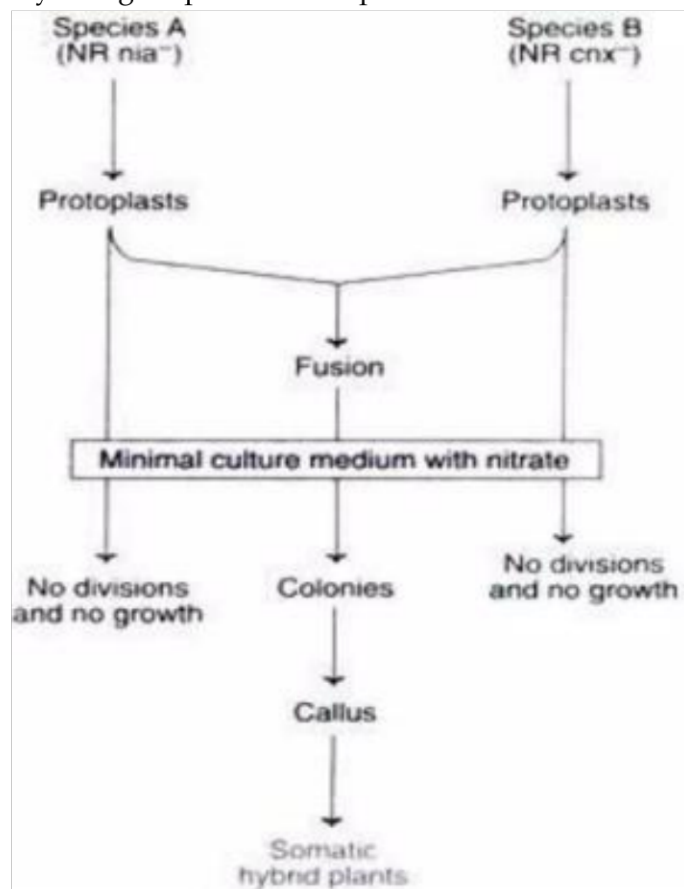 Species A
(NR nia⁻)
Species B
(NR cnx⁻)
Protoplasts
Protoplasts
Fusion
Minimal culture medium with nitrate
No divisions
and no growth
Colonies
No divisions
and no growth
Callus
Somatic
hybrid plants